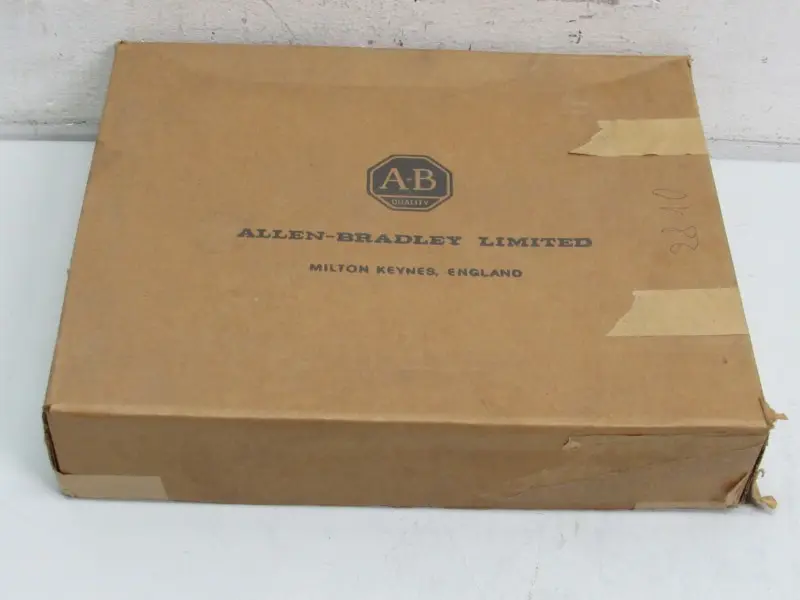 A-B
QUALITY
ALLEN-BRADLEY LIMITED
MILTON KEYNES, ENGLAND